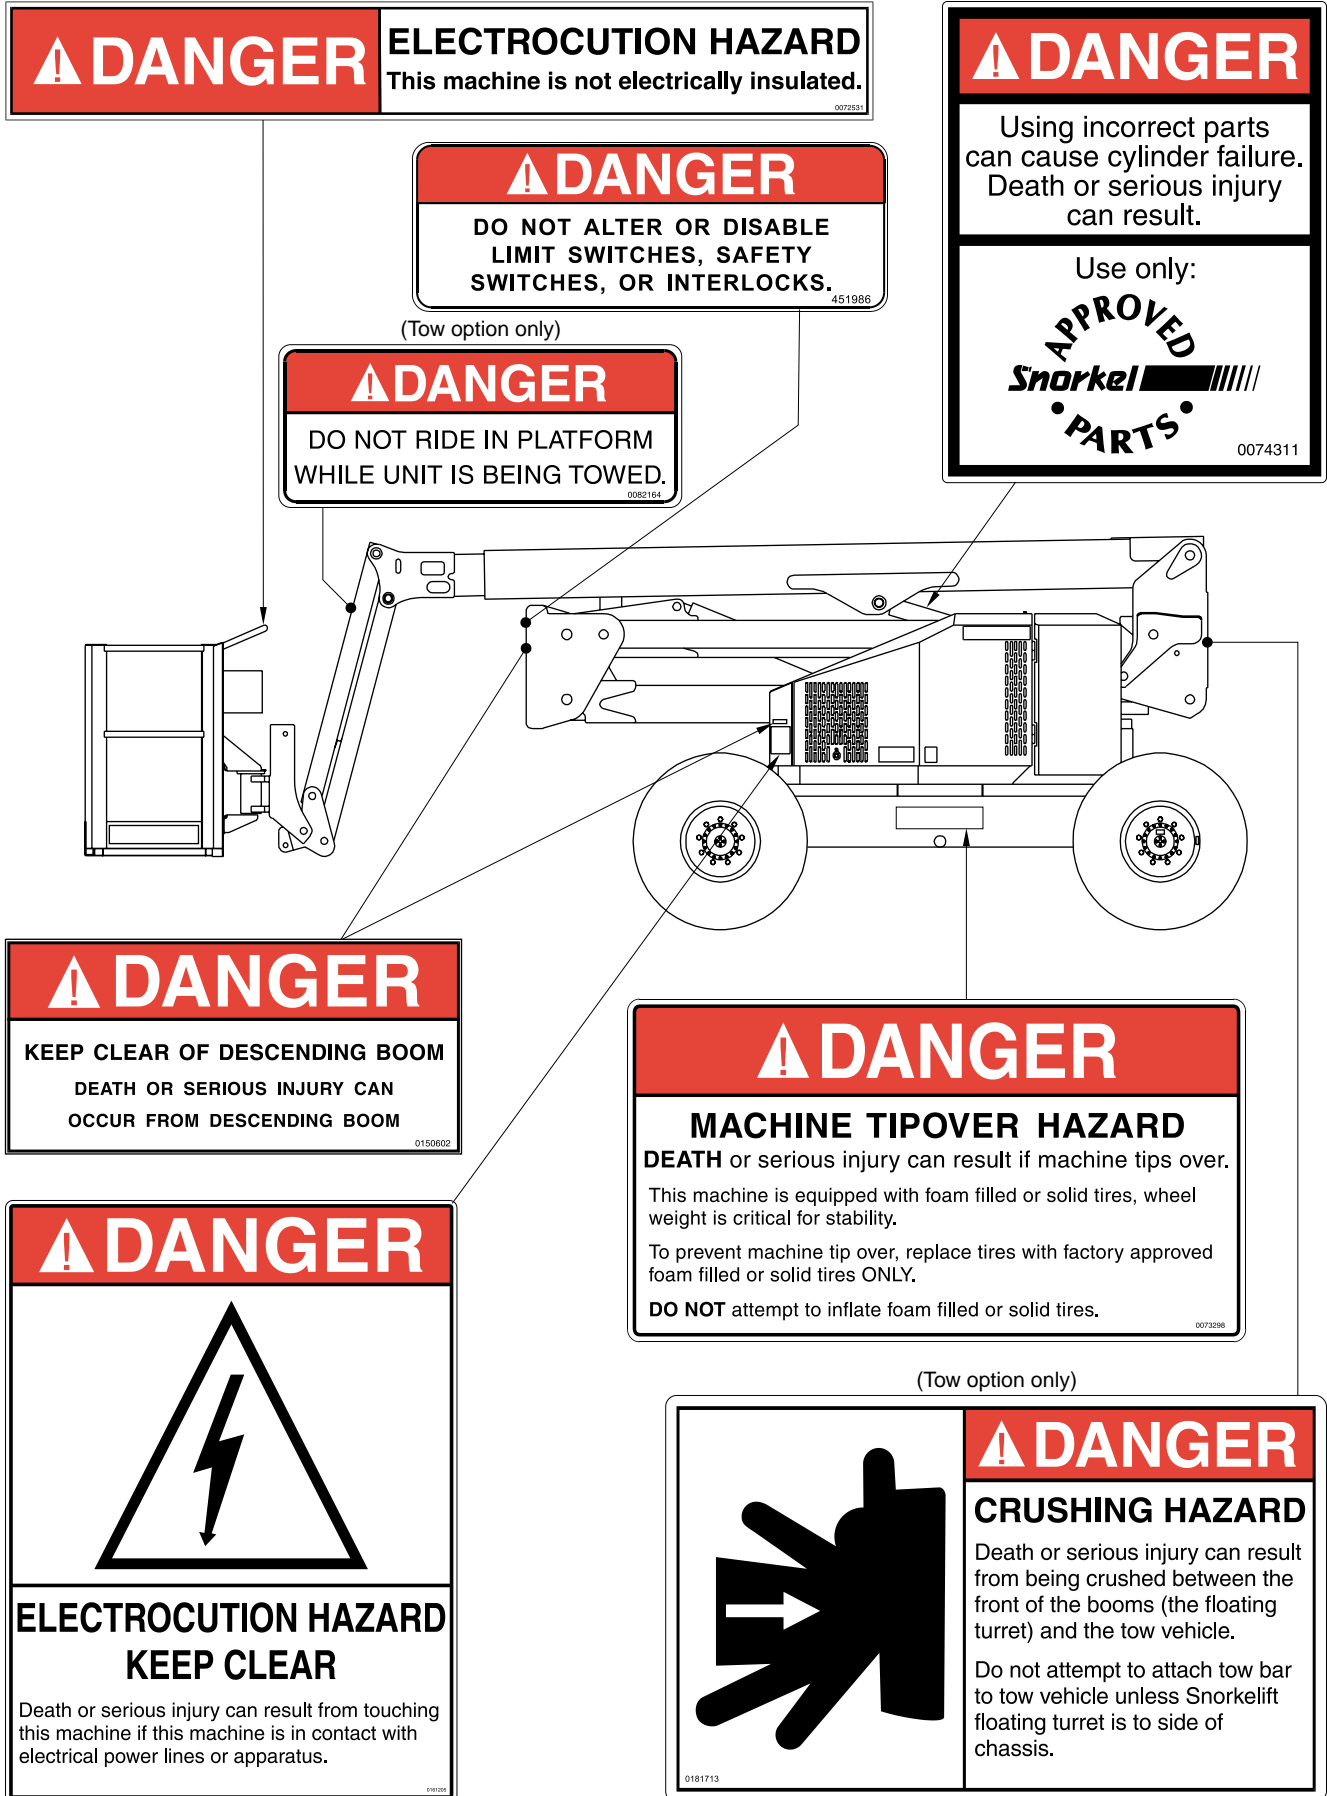 DANGER
ELECTROCUTION HAZARD
This machine is not electrically insulated.
0072531
DANGER
Using incorrect parts
can cause cylinder failure.
Death or serious injury
can result.
Use only:
APPROVED
Snorkel
PARTS
0074311
DANGER
DO NOT ALTER OR DISABLE
LIMIT SWITCHES, SAFETY
SWITCHES, OR INTERLOCKS.
451986
(Tow option only)
DANGER
DO NOT RIDE IN PLATFORM
WHILE UNIT IS BEING TOWED.
0082164
DANGER
KEEP CLEAR OF DESCENDING BOOM
DEATH OR SERIOUS INJURY CAN
OCCUR FROM DESCENDING BOOM
0150602
DANGER
MACHINE TIPOVER HAZARD
DEATH or serious injury can result if machine tips over.
This machine is equipped with foam filled or solid tires, wheel
weight is critical for stability.
To prevent machine tip over, replace tires with factory approved
foam filled or solid tires ONLY.
DO NOT attempt to inflate foam filled or solid tires.
0073298
DANGER
ELECTROCUTION HAZARD
KEEP CLEAR
Death or serious injury can result from touching
this machine if this machine is in contact with
electrical power lines or apparatus.
0161205
(Tow option only)
DANGER
CRUSHING HAZARD
Death or serious injury can result
from being crushed between the
front of the booms (the floating
turret) and the tow vehicle.
Do not attempt to attach tow bar
to tow vehicle unless Snorkelift
floating turret is to side of
chassis.
0181713